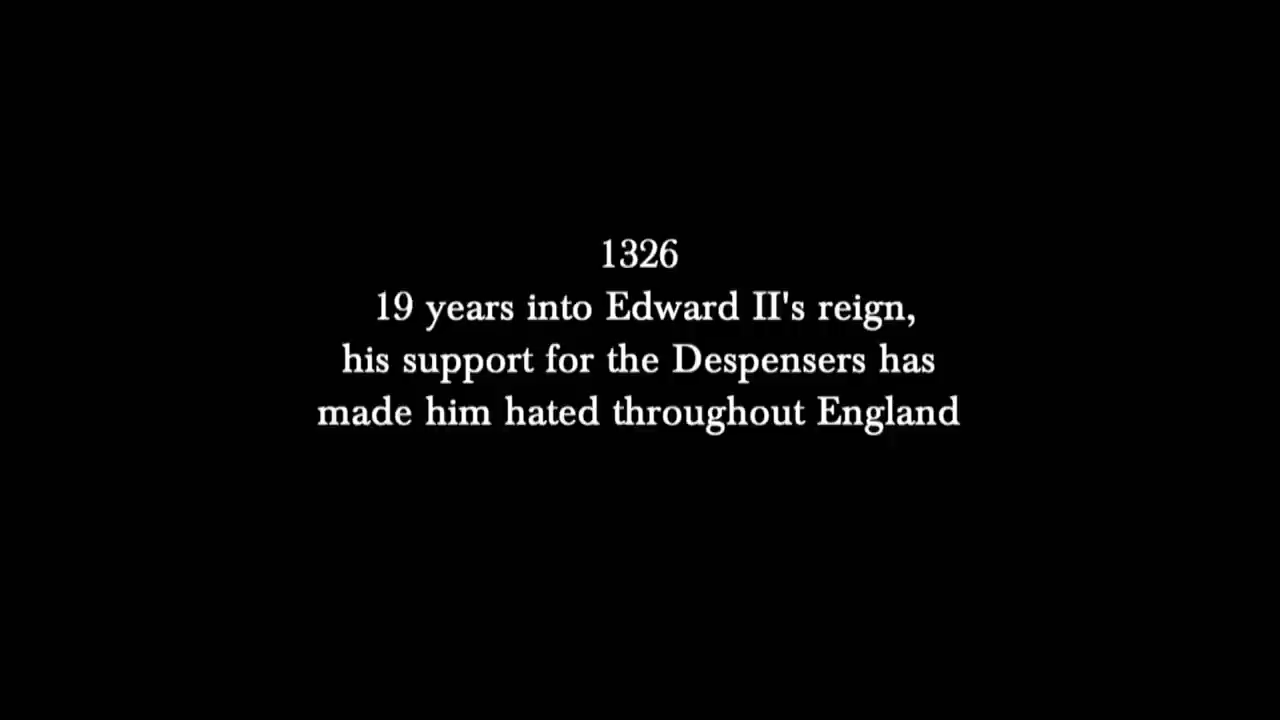 1326
19 years into Edward II's reign,
his support for the Despensers has
made him hated throughout England